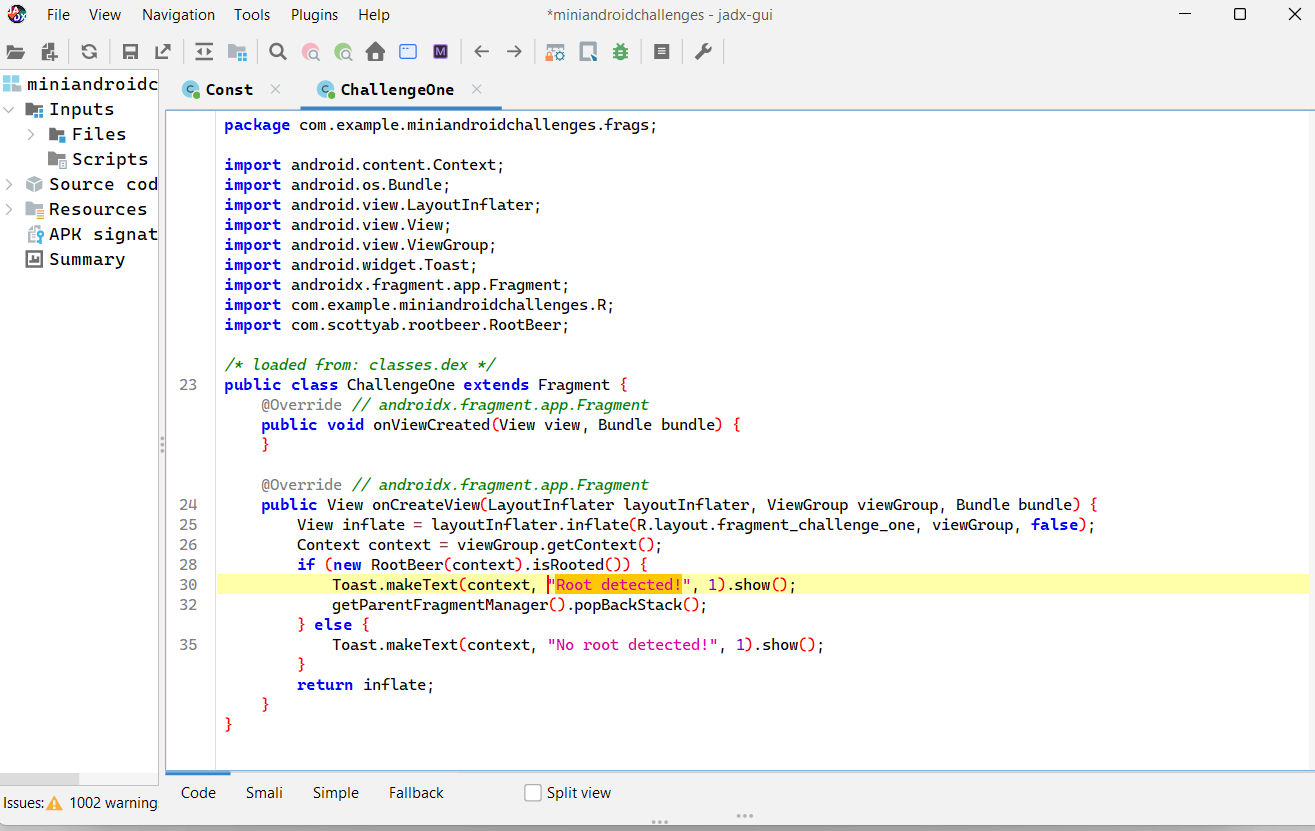 File View Navigation Tools Plugins Help *miniandroidchallenges - jadx-gui
miniandroidc
Inputs
Files
Scripts
Source cod
Resources
APK signat
Summary
Const ChallengeOne
package com.example.miniandroidchallenges.frags;
import android.content.Context;
import android.os.Bundle;
import android.view.LayoutInflater;
import android.view.View;
import android.view.ViewGroup;
import android.widget.Toast;
import androidx.fragment.app.Fragment;
import com.example.miniandroidchallenges.R;
import com.scottyab.rootbeer.RootBeer;
/* loaded from: classes.dex */
23 public class ChallengeOne extends Fragment {
@Override // androidx.fragment.app.Fragment
public void onViewCreated(View view, Bundle bundle) {
}
@Override // androidx.fragment.app.Fragment
24 public View onCreateView(LayoutInflater layoutInflater, ViewGroup viewGroup, Bundle bundle) {
25 View inflate = layoutInflater.inflate(R.layout.fragment_challenge_one, viewGroup, false);
26 Context context = viewGroup.getContext();
28 if (new RootBeer(context).isRooted()) {
30 Toast.makeText(context, "Root detected!", 1).show();
32 getParentFragmentManager().popBackStack();
} else {
35 Toast.makeText(context, "No root detected!", 1).show();
}
return inflate;
}
}
Code Smali Simple Fallback Split view
Issues: 1002 warning